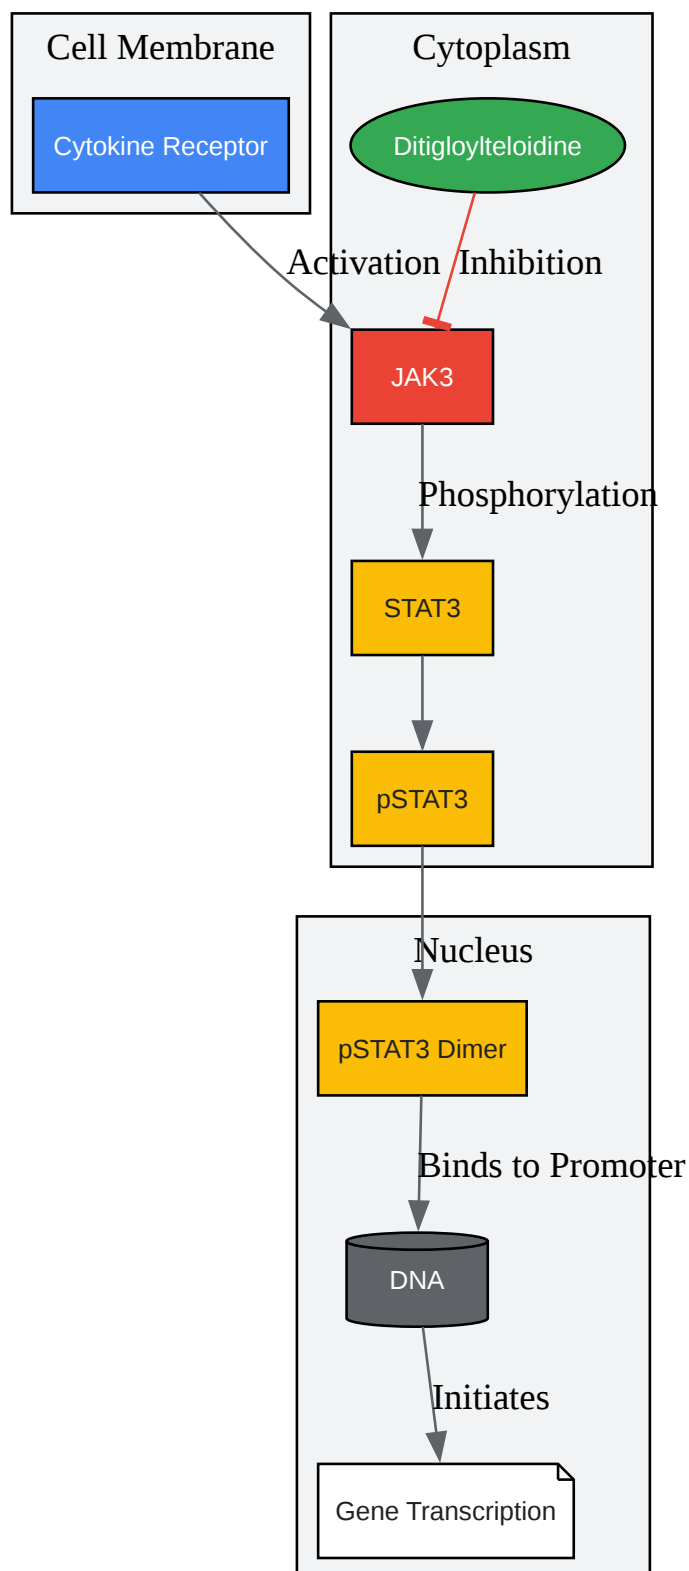 Cell Membrane
Cytoplasm
Cytokine Receptor
Ditigloylteloidine
Activation
Inhibition
JAK3
Phosphorylation
STAT3
pSTAT3
Nucleus
pSTAT3 Dimer
Binds to Promoter
DNA
Initiates
Gene Transcription